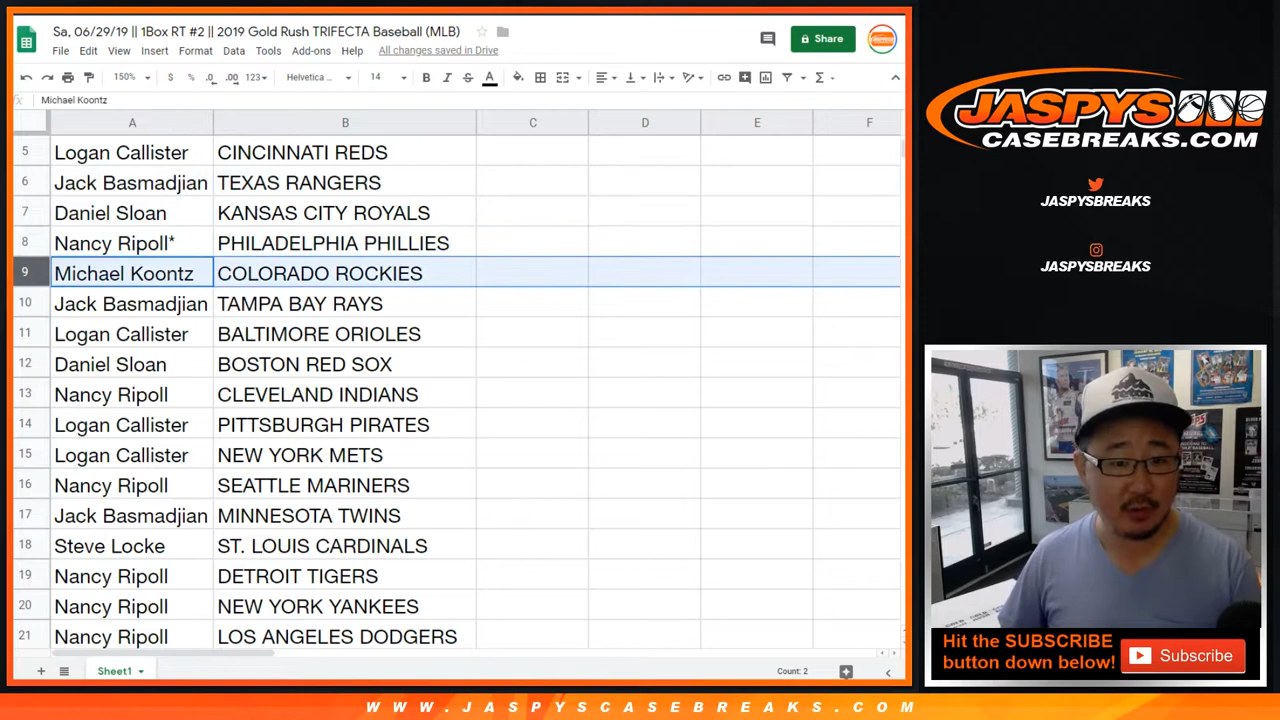 Sa, 06/29/19 || 1Box RT #2 || 2019 Gold Rush TRIFECTA Baseball (MLB)
File Edit View Insert Format Data Tools Add-ons Help All changes saved in Drive
Share
150% $ % .0 .00 123 Helvetica ... 14 B I S A
fx Michael Koontz
A B C D E F
5 Logan Callister CINCINNATI REDS
6 Jack Basmadjian TEXAS RANGERS
7 Daniel Sloan KANSAS CITY ROYALS
8 Nancy Ripoll* PHILADELPHIA PHILLIES
9 Michael Koontz COLORADO ROCKIES
10 Jack Basmadjian TAMPA BAY RAYS
11 Logan Callister BALTIMORE ORIOLES
12 Daniel Sloan BOSTON RED SOX
13 Nancy Ripoll CLEVELAND INDIANS
14 Logan Callister PITTSBURGH PIRATES
15 Logan Callister NEW YORK METS
16 Nancy Ripoll SEATTLE MARINERS
17 Jack Basmadjian MINNESOTA TWINS
18 Steve Locke ST. LOUIS CARDINALS
19 Nancy Ripoll DETROIT TIGERS
20 Nancy Ripoll NEW YORK YANKEES
21 Nancy Ripoll LOS ANGELES DODGERS
Sheet1
Count: 2
JASPYS
CASEBREAKS.COM
JASPYSBREAKS
JASPYSBREAKS
Teton
Hit the SUBSCRIBE
button down below!
Subscribe
WWW.JASPYSCASEBREAKS.COM